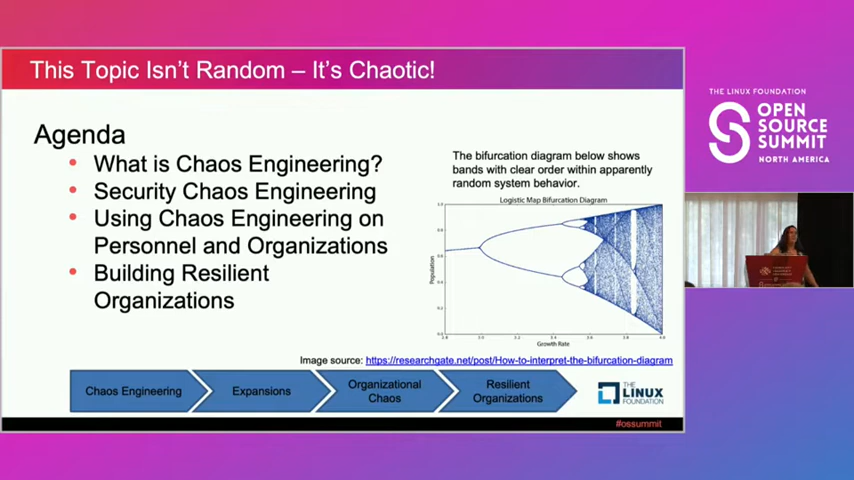 This Topic Isn't Random – It's Chaotic!
Agenda
• What is Chaos Engineering?
• Security Chaos Engineering
• Using Chaos Engineering on
Personnel and Organizations
• Building Resilient
Organizations
The bifurcation diagram below shows
bands with clear order within apparently
random system behavior.
Logistic Map Bifurcation Diagram
Population
Growth Rate
Image source: https://researchgate.net/post/How-to-interpret-the-bifurcation-diagram
Chaos Engineering
Expansions
Organizational
Chaos
Resilient
Organizations
THE
LINUX
FOUNDATION
#ossummit
THE LINUX FOUNDATION
OPEN
SOURCE
SUMMIT
NORTH AMERICA